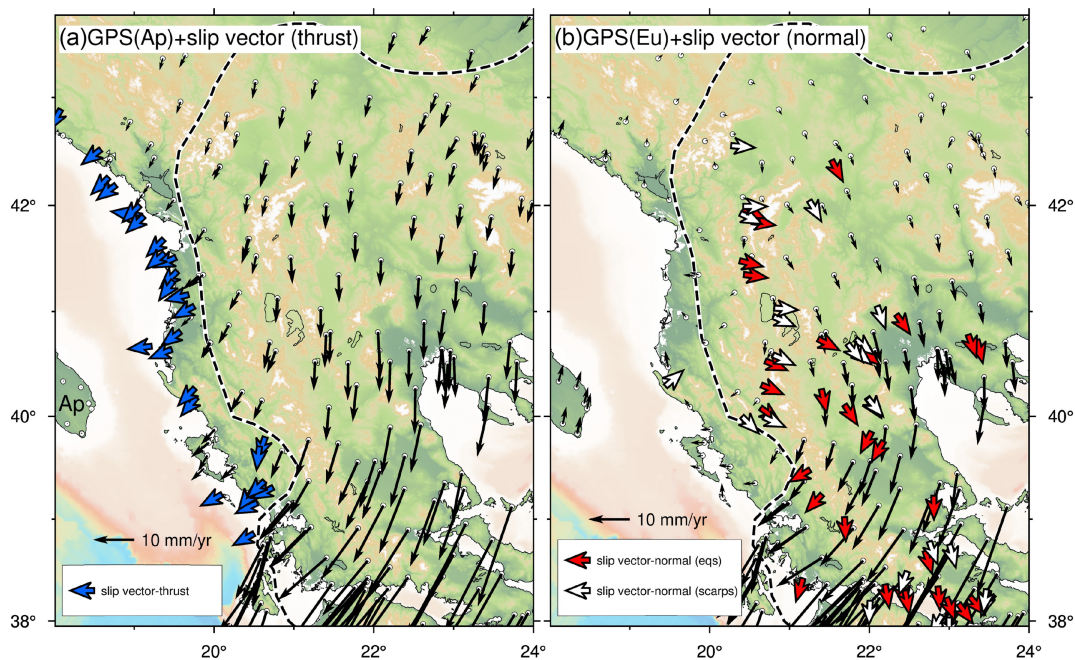 (a)GPS(Ap)+slip vector (thrust)
(b)GPS(Eu)+slip vector (normal)
42°
42°
40°
40°
38°
38°
Ap
10 mm/yr
slip vector-thrust
10 mm/yr
slip vector-normal (eqs)
slip vector-normal (scarps)
20°
22°
24°
20°
22°
24°